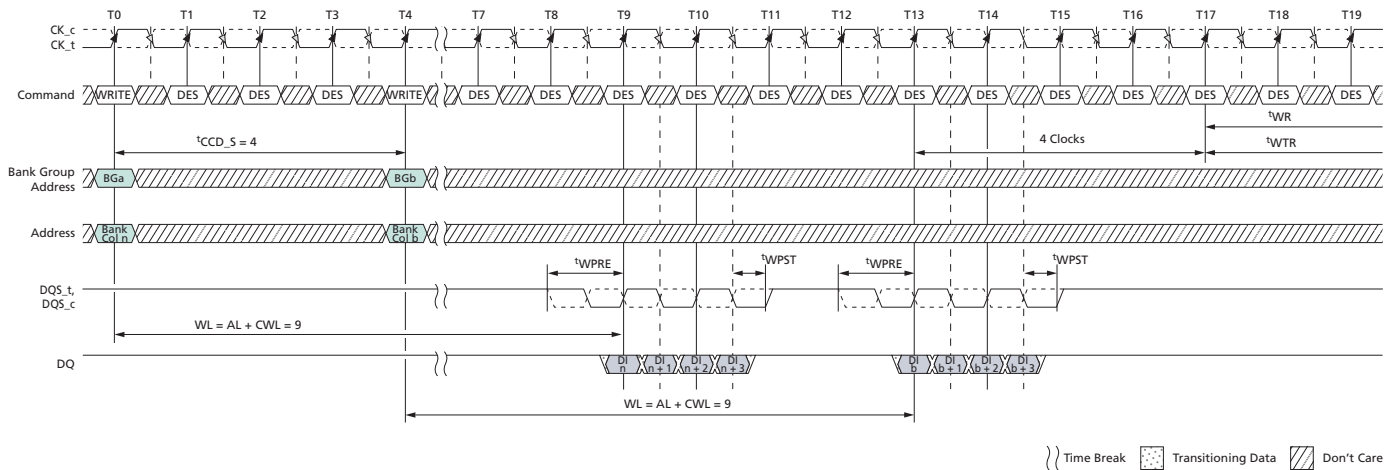 T0 T1 T2 T3 T4 T7 T8 T9 T10 T11 T12 T13 T14 T15 T16 T17 T18 T19
CK_c
CK_t
Command WRITE DES DES DES WRITE DES DES DES DES DES DES DES DES DES DES DES DES DES
tWR
tCCD_S = 4 4 Clocks tWTR
Bank Group
Address BGa BGb
Address Bank
Col n Bank
Col b
tWPRE tWPST tWPRE tWPST
DQS_t,
DQS_c
WL = AL + CWL = 9
DQ DI
n DI
n + 1 DI
n + 2 DI
n + 3 DI
b DI
b + 1 DI
b + 2 DI
b + 3
WL = AL + CWL = 9
Time Break Transitioning Data Don't Care